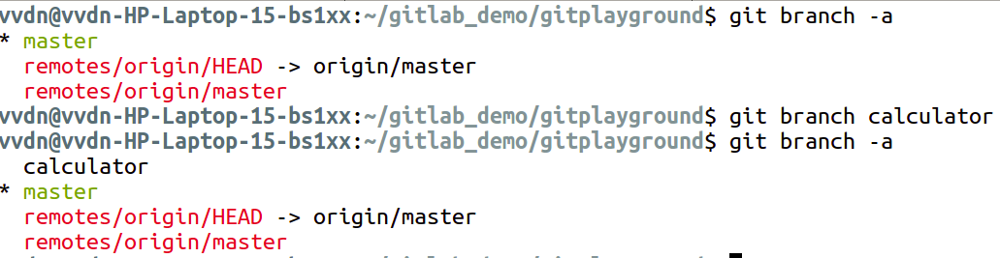 vvdn@vvdn-HP-Laptop-15-bs1xx:~/gitlab_demo/gitplayground$ git branch -a
* master
  remotes/origin/HEAD -> origin/master
  remotes/origin/master
vvdn@vvdn-HP-Laptop-15-bs1xx:~/gitlab_demo/gitplayground$ git branch calculator
vvdn@vvdn-HP-Laptop-15-bs1xx:~/gitlab_demo/gitplayground$ git branch -a
  calculator
* master
  remotes/origin/HEAD -> origin/master
  remotes/origin/master